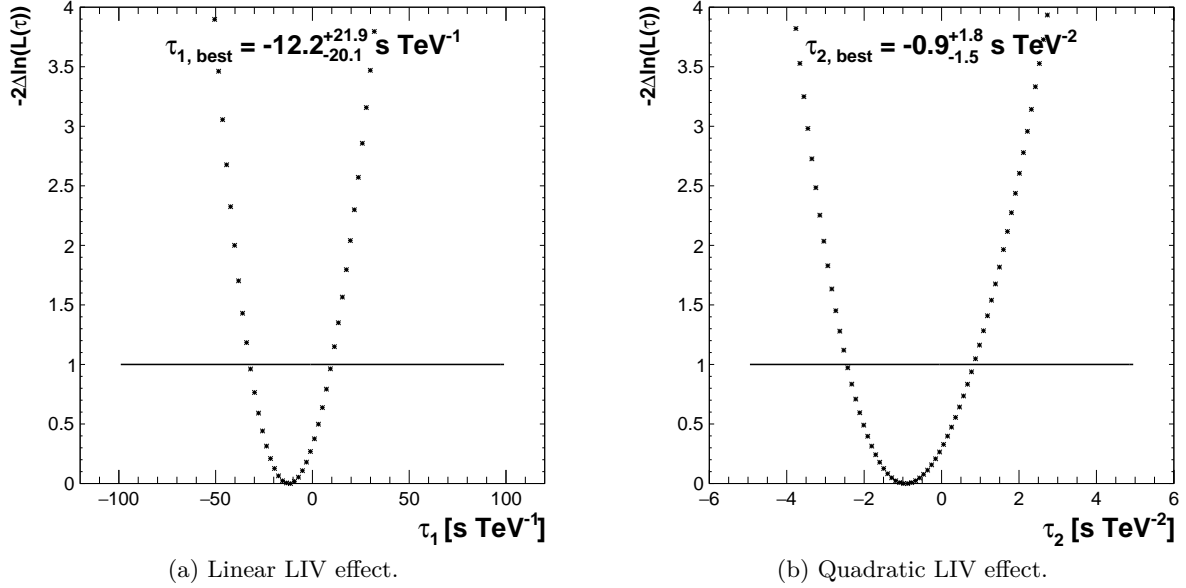 -2Δln(L(τ))
τ1, best = -12.2 +21.9 -20.1 s TeV-1
4
3.5
3
2.5
2
1.5
1
0.5
0
−100 −50 0 50 100
τ1 [s TeV-1]
(a) Linear LIV effect.
-2Δln(L(τ))
τ2, best = -0.9 +1.8 -1.5 s TeV-2
4
3.5
3
2.5
2
1.5
1
0.5
0
−6 −4 −2 0 2 4 6
τ2 [s TeV-2]
(b) Quadratic LIV effect.